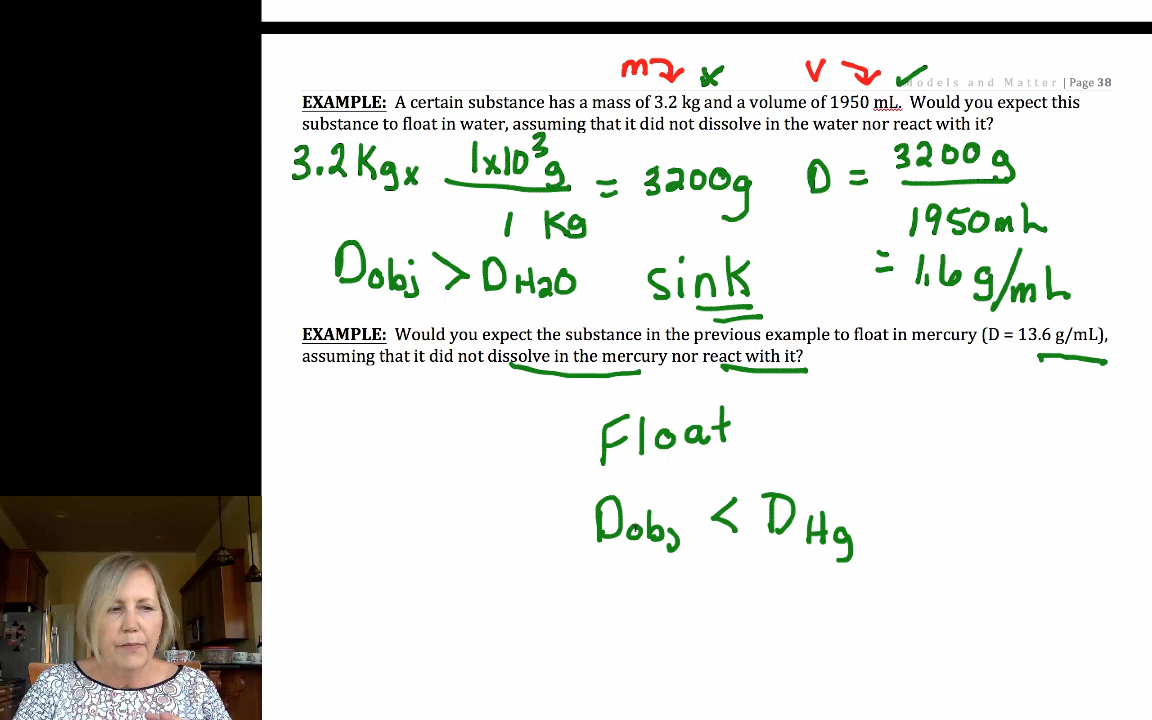 m v ✓
Models and Matter | Page 38
EXAMPLE: A certain substance has a mass of 3.2 kg and a volume of 1950 mL. Would you expect this
substance to float in water, assuming that it did not dissolve in the water nor react with it?
3.2 Kg x 1x10³g / 1 Kg = 3200g D = 3200 g / 1950 mL
Dobj > DH2O sink = 1.6 g/mL
EXAMPLE: Would you expect the substance in the previous example to float in mercury (D = 13.6 g/mL),
assuming that it did not dissolve in the mercury nor react with it?
Float
Dobj < DHg